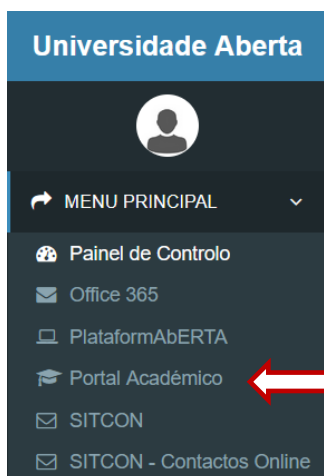 Universidade Aberta
MENU PRINCIPAL
Painel de Controlo
Office 365
PlataformAbERTA
Portal Académico
SITCON
SITCON - Contactos Online